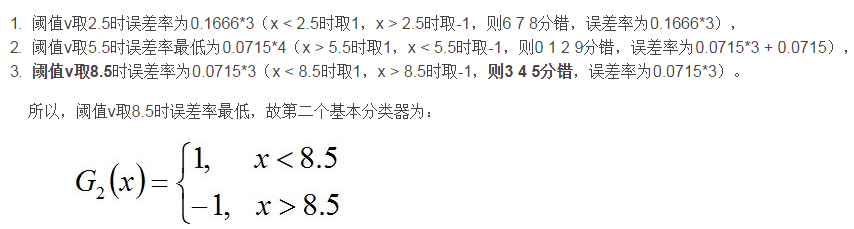 1. 阈值v取2.5时误差率为0.1666*3（x < 2.5时取1，x > 2.5时取-1，则6 7 8分错，误差率为0.1666*3），
2. 阈值v取5.5时误差率最低为0.0715*4（x > 5.5时取1，x < 5.5时取-1，则0 1 2 9分错，误差率为0.0715*3 + 0.0715），
3. 阈值v取8.5时误差率为0.0715*3（x < 8.5时取1，x > 8.5时取-1，则3 4 5分错，误差率为0.0715*3）。
所以，阈值v取8.5时误差率最低，故第二个基本分类器为：
G₂(x)={1, x<8.5
−1, x>8.5